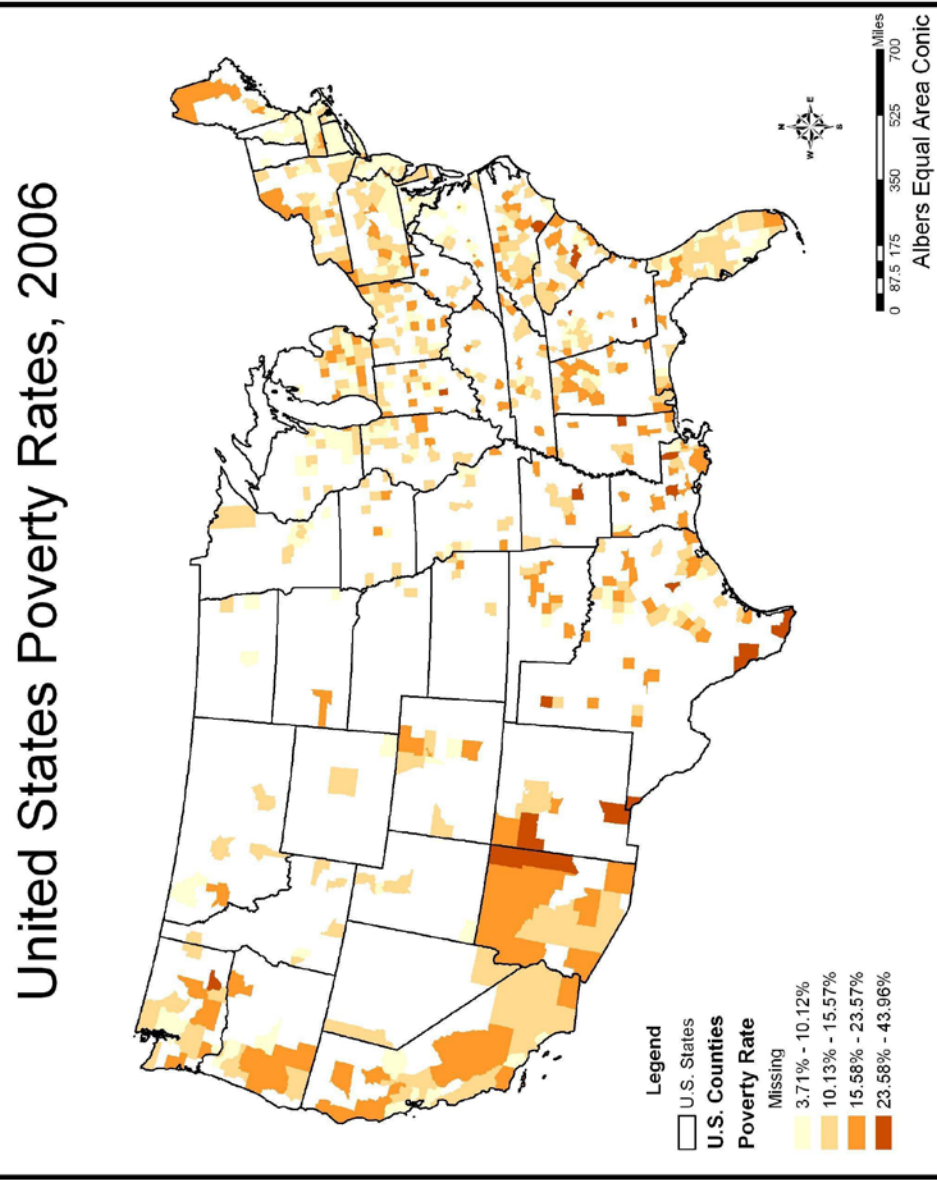 United States Poverty Rates, 2006
Legend
U.S. States
U.S. Counties
Poverty Rate
Missing
3.71% - 10.12%
10.13% - 15.57%
15.58% - 23.57%
23.58% - 43.96%
N
W E
S
Miles
0 87.5 175 350 525 700
Albers Equal Area Conic